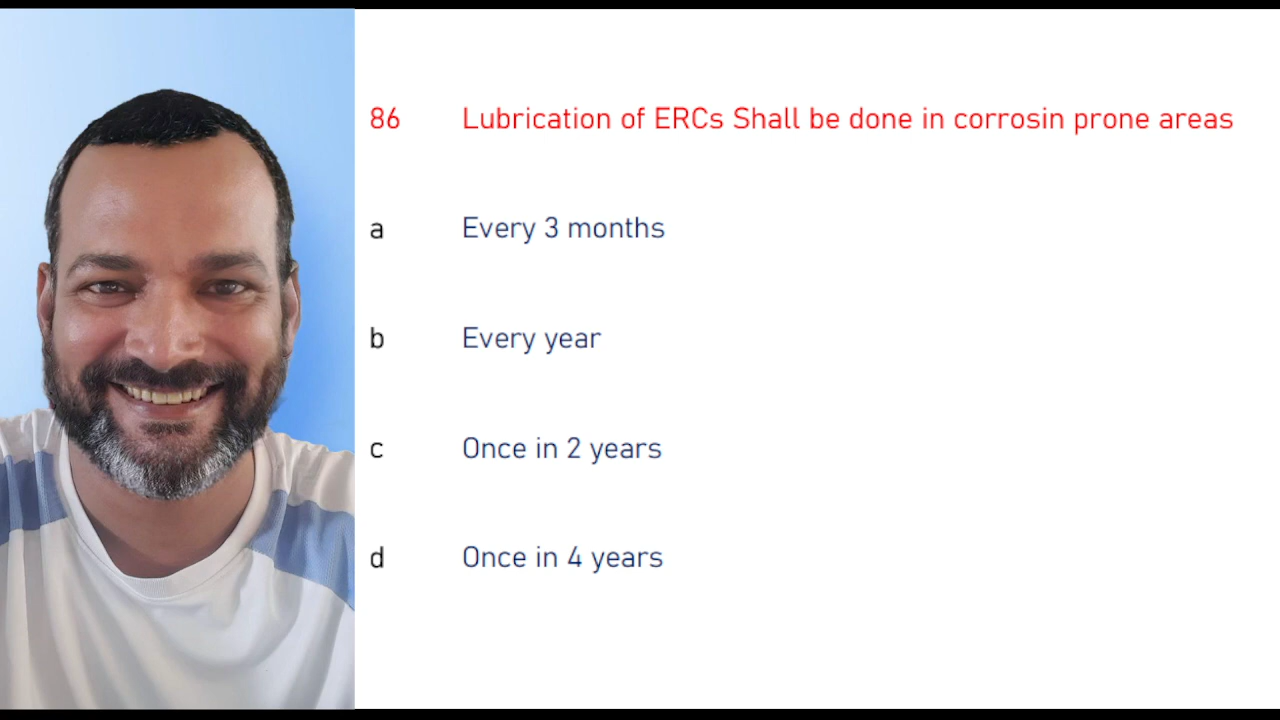 86 Lubrication of ERCs Shall be done in corrosin prone areas
a Every 3 months
b Every year
c Once in 2 years
d Once in 4 years